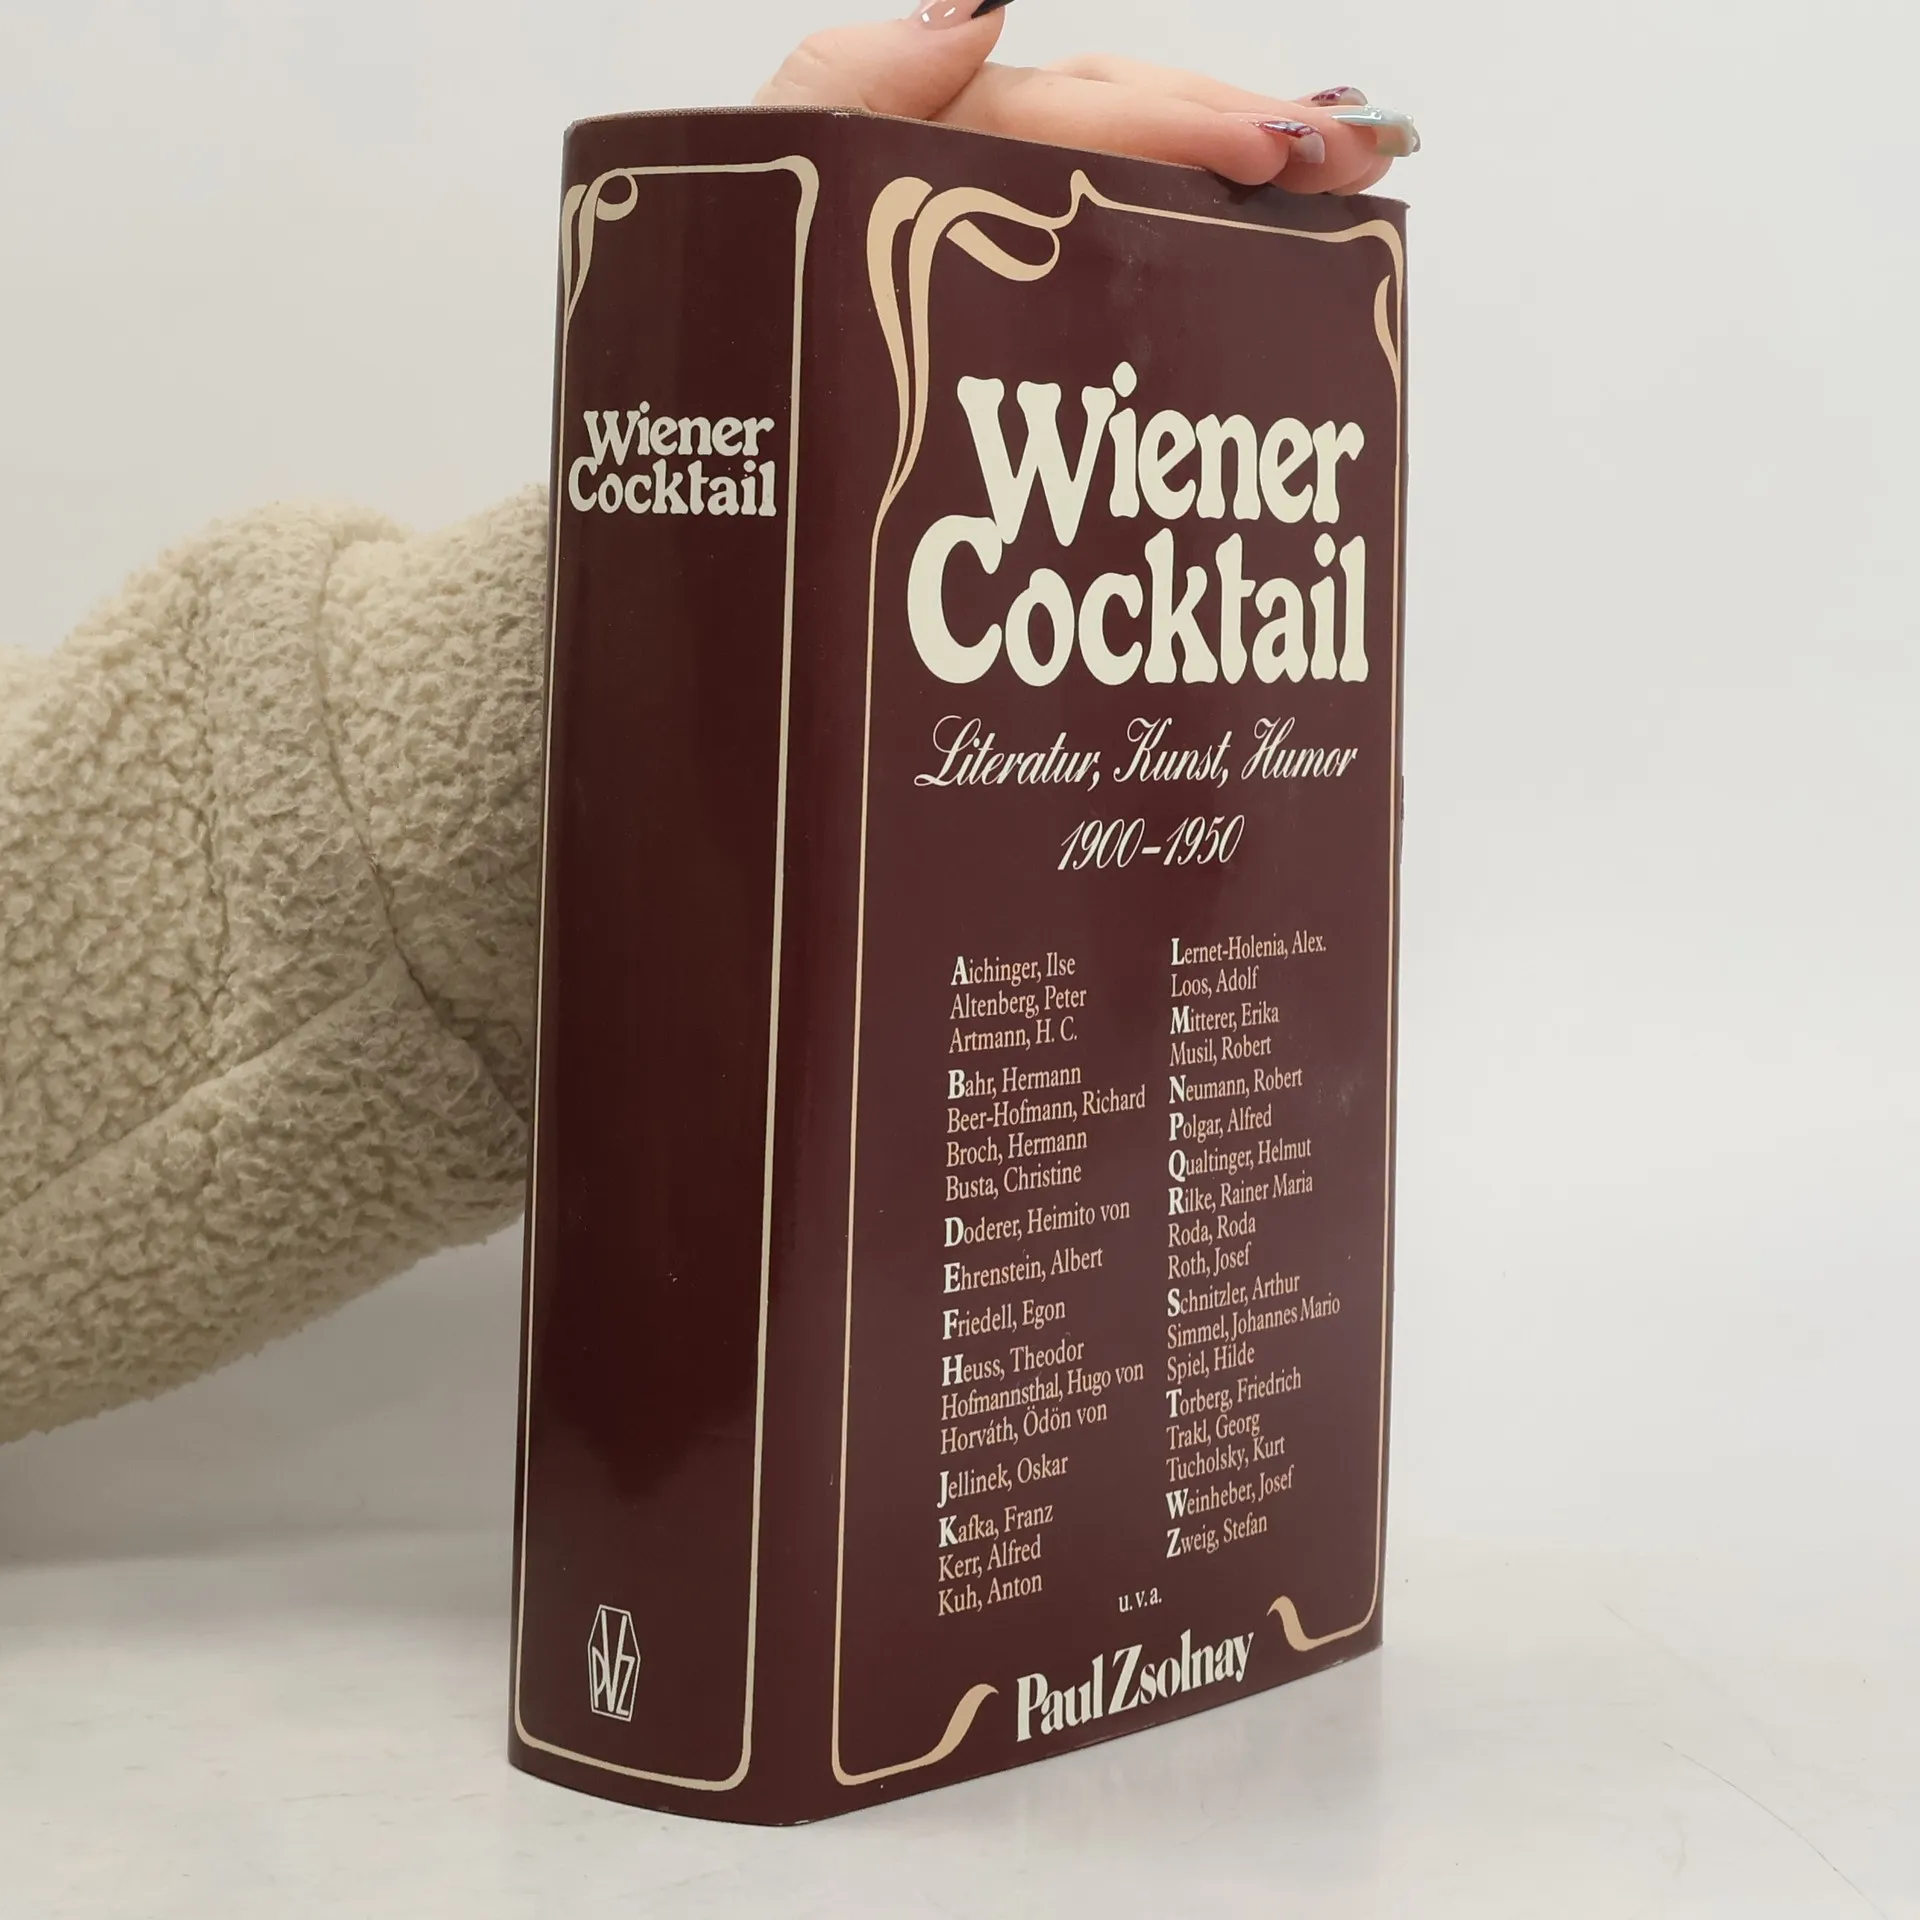 Wiener
Cocktail
PVZ
Wiener
Cocktail
Literatur, Kunst, Humor
1900–1950
Aichinger, Ilse
Altenberg, Peter
Artmann, H. C.
Bahr, Hermann
Beer-Hofmann, Richard
Broch, Hermann
Busta, Christine
Doderer, Heimito von
Ehrenstein, Albert
Friedell, Egon
Heuss, Theodor
Hofmannsthal, Hugo von
Horváth, Ödön von
Jellinek, Oskar
Kafka, Franz
Kerr, Alfred
Kuh, Anton
Lernet-Holenia, Alex.
Loos, Adolf
Mitterer, Erika
Musil, Robert
Neumann, Robert
Polgar, Alfred
Qualtinger, Helmut
Rilke, Rainer Maria
Roda, Roda
Roth, Josef
Schnitzler, Arthur
Simmel, Johannes Mario
Spiel, Hilde
Torberg, Friedrich
Trakl, Georg
Tucholsky, Kurt
Weinheber, Josef
Zweig, Stefan
u.v.a.
Paul Zsolnay